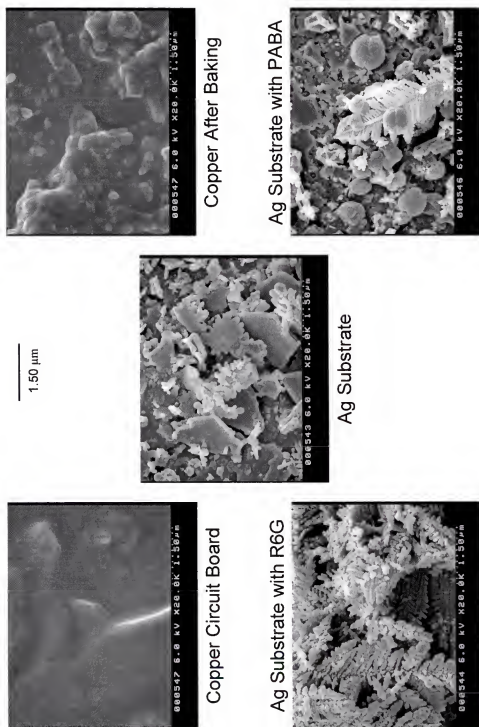 1.50 µm
000547 6.0 kV X20.0K 1.50µm
000547 6.0 kV X20.0K 1.50µm
Copper Circuit Board
Copper After Baking
000543 6.0 kV X20.0K 1.50µm
Ag Substrate
Ag Substrate with R6G
Ag Substrate with PABA
000544 6.0 kV X20.0K 1.50µm
000546 6.0 kV X20.0K 1.50µm